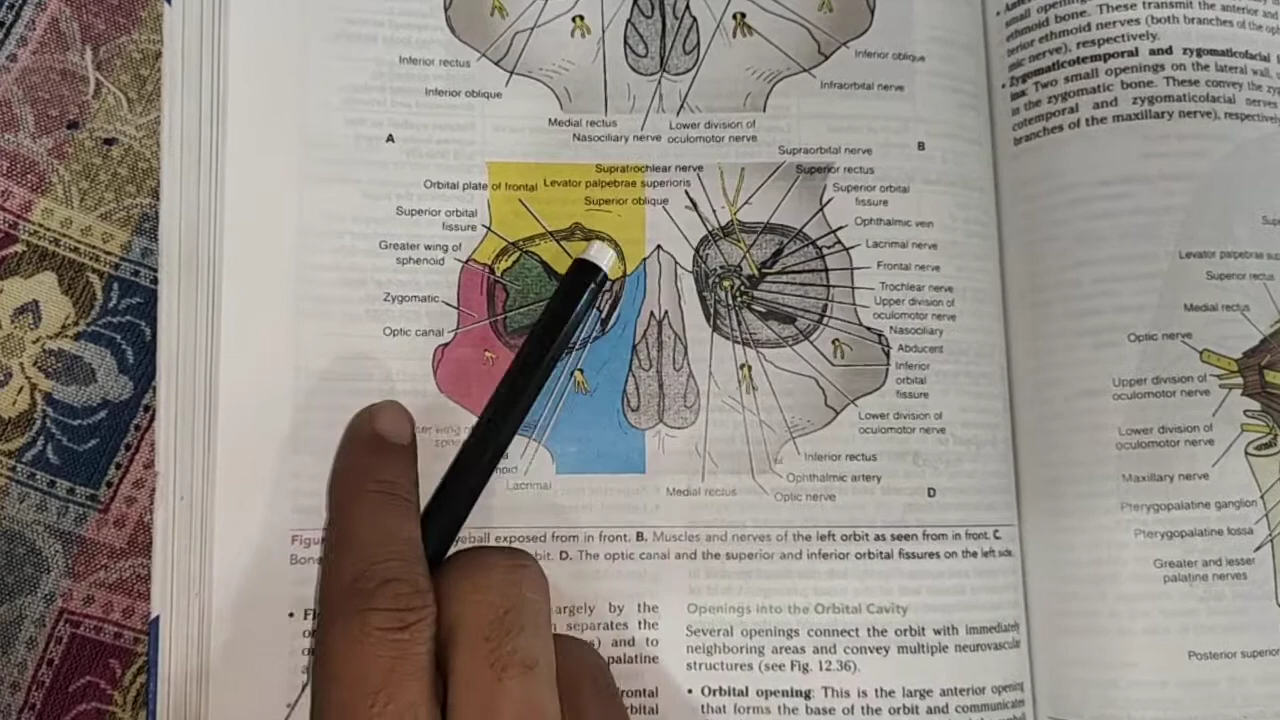 Inferior rectus
Inferior oblique
Medial rectus
Nasociliary nerve
Lower division of
oculomotor nerve
Inferior oblique
Infraorbital nerve
A
B
Orbital plate of frontal
Superior orbital
fissure
Greater wing of
sphenoid
Zygomatic
Optic canal
Lacrimal
Supratrochlear nerve
Levator palpebrae superioris
Superior oblique
Supraorbital nerve
Superior rectus
Superior orbital
fissure
Ophthalmic vein
Lacrimal nerve
Frontal nerve
Trochlear nerve
Upper division of
oculomotor nerve
Nasociliary
Abducent
Inferior
orbital
fissure
Lower division of
oculomotor nerve
Inferior rectus
Ophthalmic artery
Optic nerve
Medial rectus
D
eyeball exposed from in front. B. Muscles and nerves of the left orbit as seen from in front. C.
D. The optic canal and the superior and inferior orbital fissures on the left side.
largely by the
separates the
and to
palatine
Openings into the Orbital Cavity
Several openings connect the orbit with immediately
neighboring areas and convey multiple neurovascular
structures (see Fig. 12.36).
• Orbital opening: This is the large anterior opening
that forms the base of the orbit and communicates
small openings
ethmoid bone. These transmit the anterior and
terior ethmoid nerves (both branches of the
nerve), respectively.
• Zygomaticotemporal and zygomaticofacial
Two small openings on the lateral wall,
in the zygomatic bone. These convey the
cotemporal and zygomaticofacial nerves
branches of the maxillary nerve), respectively
Levator palpebrae
Superior rectus
Medial rectus
Optic nerve
Upper division of
oculomotor nerve
Lower division of
oculomotor nerve
Maxillary nerve
Pterygopalatine ganglion
Pterygopalatine fossa
Greater and lesser
palatine nerves
Posterior superior